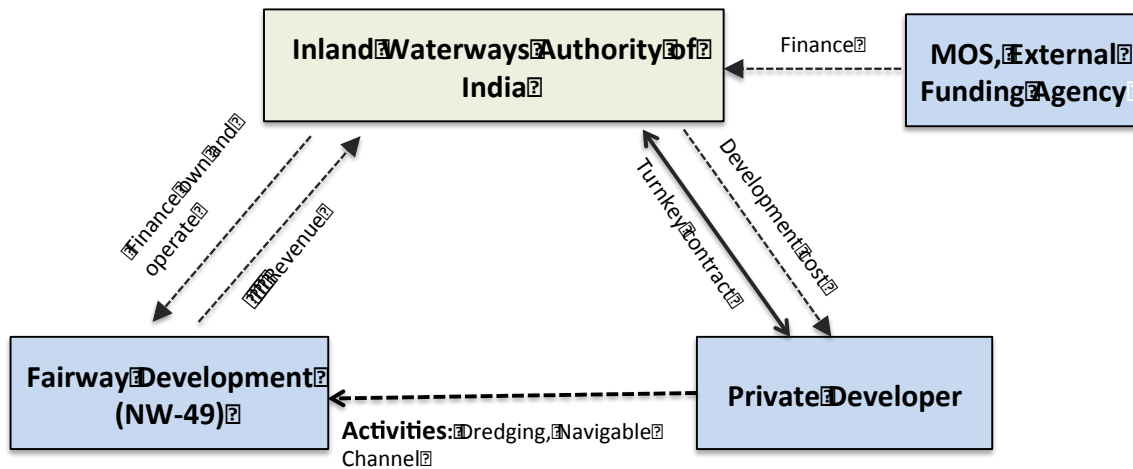 Inland Waterways Authority of
India
Finance
MOS, External
Funding Agency
Finance own and
operate
Revenue
Turnkey contract
Development cost
Fairway Development
(NW-49)
Private Developer
Activities: Dredging, Navigable
Channel